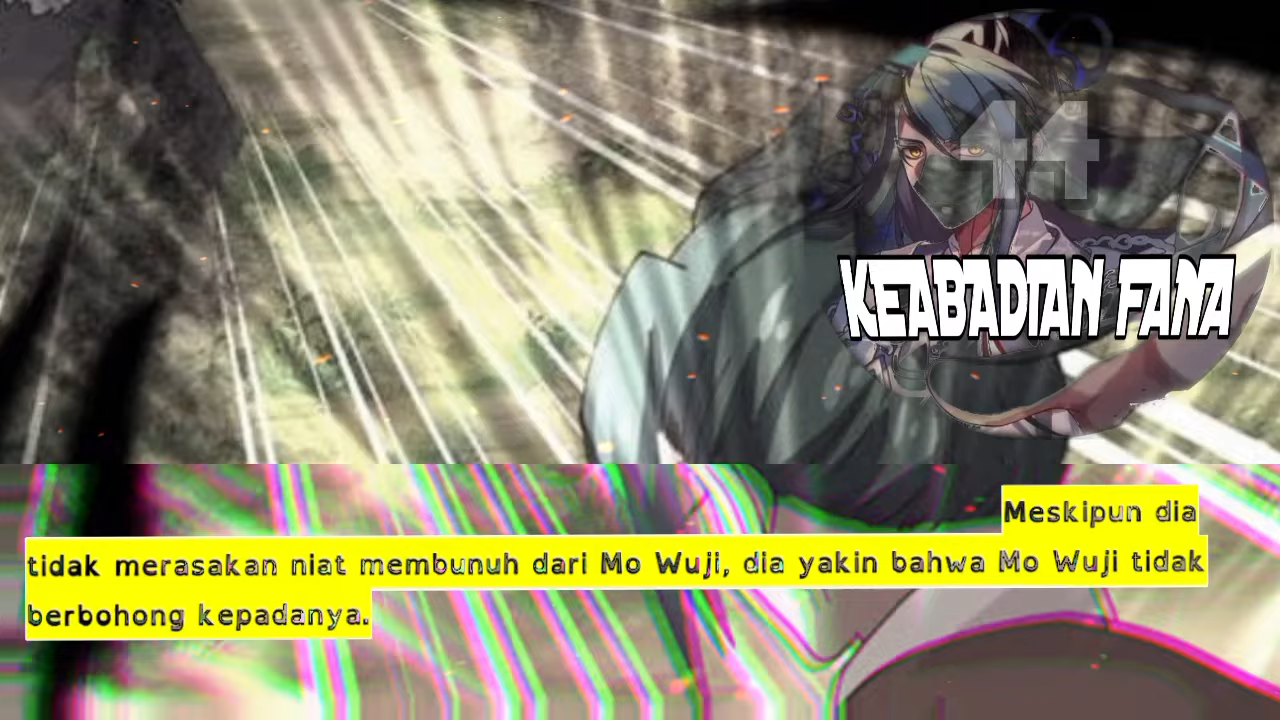 44
KEABADIAN FANA
Meskipun dia
tidak merasakan niat membunuh dari Mo Wuji, dia yakin bahwa Mo Wuji tidak
berbohong kepadanya.